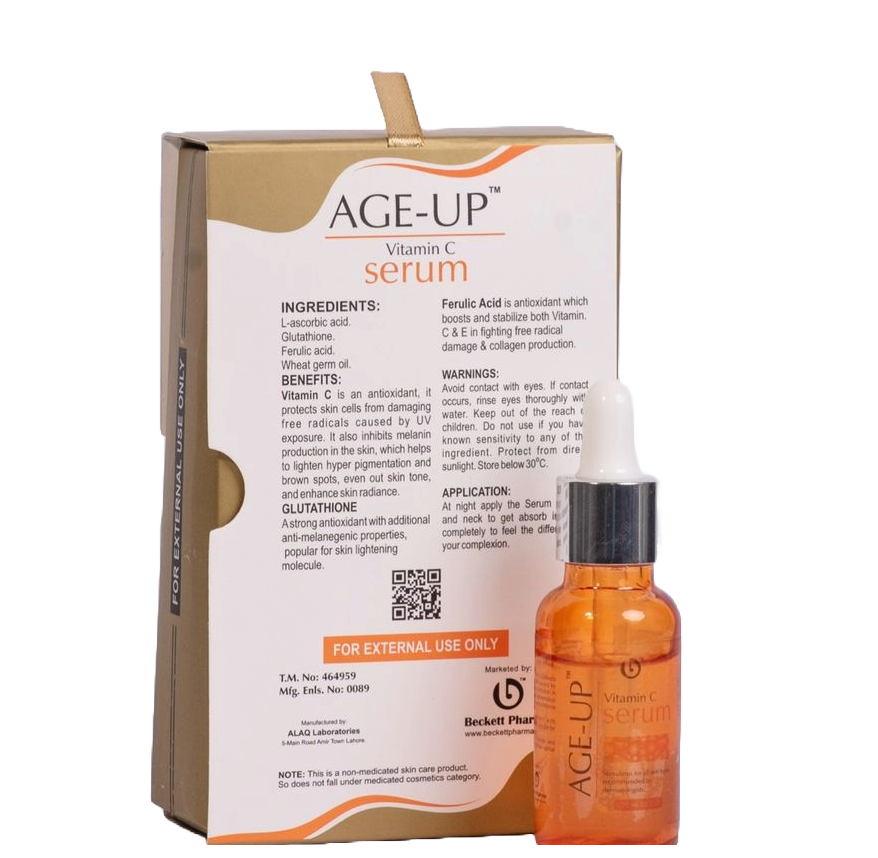 AGE-UP™
Vitamin C
serum
INGREDIENTS:
L-ascorbic acid.
Glutathione.
Ferulic acid.
Wheat germ oil.
BENEFITS:
Vitamin C is an antioxidant, it
protects skin cells from damaging
free radicals caused by UV
exposure. It also inhibits melanin
production in the skin, which helps
to lighten hyper pigmentation and
brown spots, even out skin tone,
and enhance skin radiance.
GLUTATHIONE
A strong antioxidant with additional
anti-melanegenic properties,
popular for skin lightening
molecule.
Ferulic Acid is antioxidant which
boosts and stabilize both Vitamin.
C & E in fighting free radical
damage & collagen production.
WARNINGS:
Avoid contact with eyes. If contact
occurs, rinse eyes thoroughly with
water. Keep out of the reach
children. Do not use if you hav
known sensitivity to any of th
ingredient. Protect from dire
sunlight. Store below 30°C.
APPLICATION:
At night apply the Serum
and neck to get absorb
completely to feel the diffe
your complexion.
FOR EXTERNAL USE ONLY
T.M. No: 464959
Mfg. Enls. No: 0089
Marketed by:
Beckett Phar
www.beckettpharma
Manufactured by:
ALAQ Laboratories
5-Main Road Amir Town Lahore.
NOTE: This is a non-medicated skin care product.
So does not fall under medicated cosmetics category.
FOR EXTERNAL USE ONLY
AGE-UP™
Vitamin C
serum